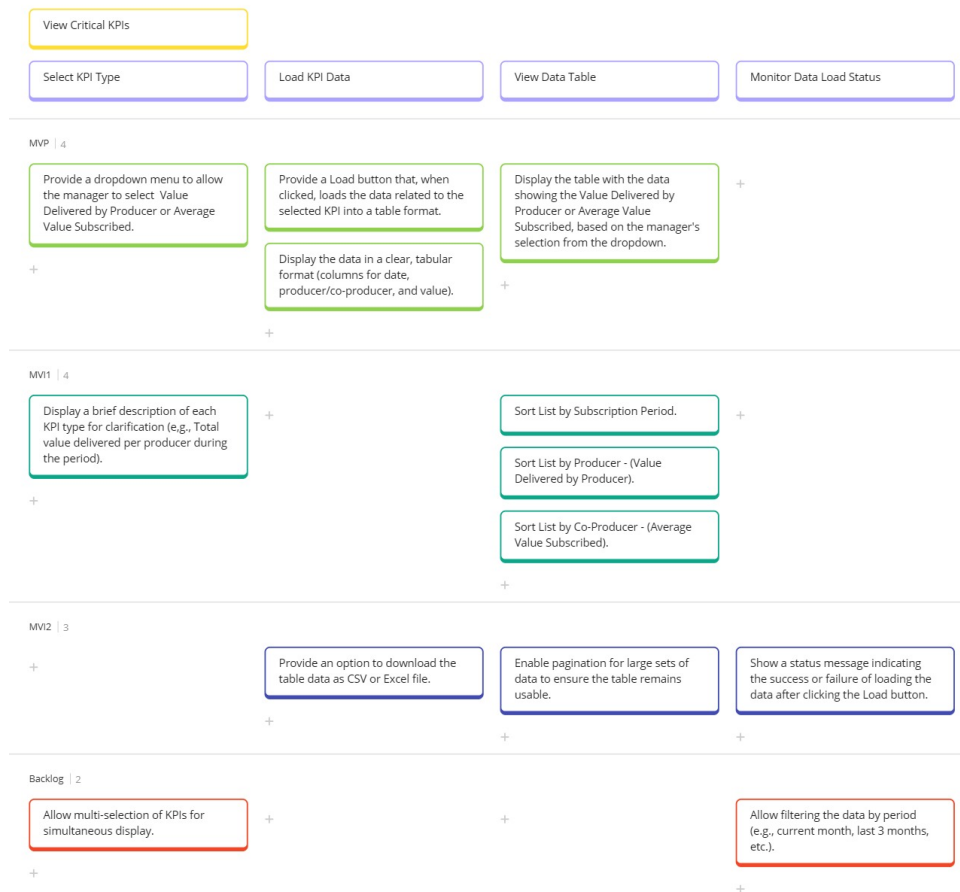 View Critical KPIs
Select KPI Type
Load KPI Data
View Data Table
Monitor Data Load Status
MVP | 4
Provide a dropdown menu to allow
the manager to select  Value
Delivered by Producer or Average
Value Subscribed.
+
Provide a Load button that, when
clicked, loads the data related to the
selected KPI into a table format.
Display the data in a clear, tabular
format (columns for date,
producer/co-producer, and value).
+
Display the table with the data
showing the Value Delivered by
Producer or Average Value
Subscribed, based on the manager's
selection from the dropdown.
+
+
MVI1 | 4
Display a brief description of each
KPI type for clarification (e,g., Total
value delivered per producer during
the period).
+
+
Sort List by Subscription Period.
Sort List by Producer - (Value
Delivered by Producer).
Sort List by Co-Producer - (Average
Value Subscribed).
+
+
MVI2 | 3
+
Provide an option to download the
table data as CSV or Excel file.
+
Enable pagination for large sets of
data to ensure the table remains
usable.
+
Show a status message indicating
the success or failure of loading the
data after clicking the Load button.
+
Backlog | 2
Allow multi-selection of KPIs for
simultaneous display.
+
+
+
Allow filtering the data by period
(e.g., current month, last 3 months,
etc.).
+